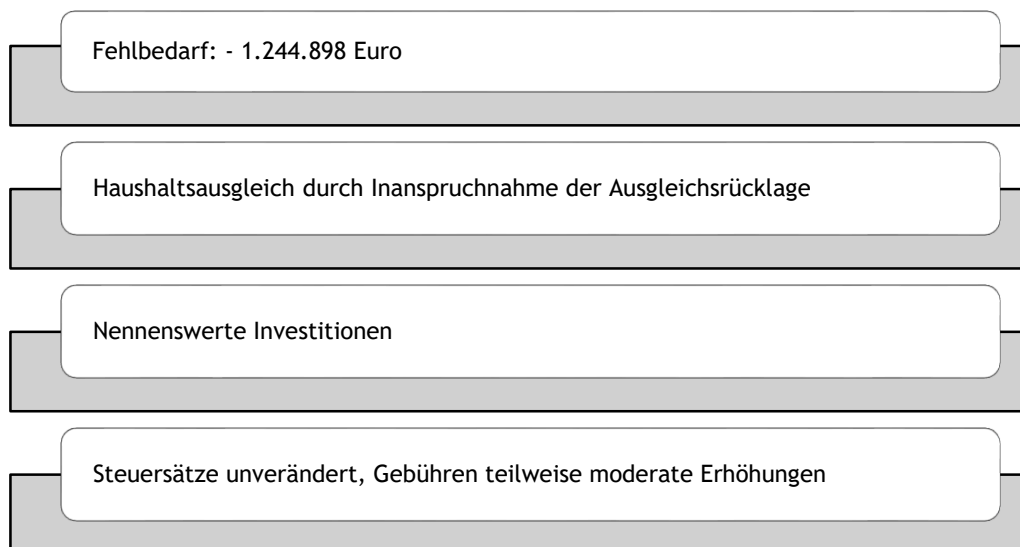 Fehlbedarf: - 1.244.898 Euro
Haushaltsausgleich durch Inanspruchnahme der Ausgleichsrücklage
Nennenswerte Investitionen
Steuersätze unverändert, Gebühren teilweise moderate Erhöhungen